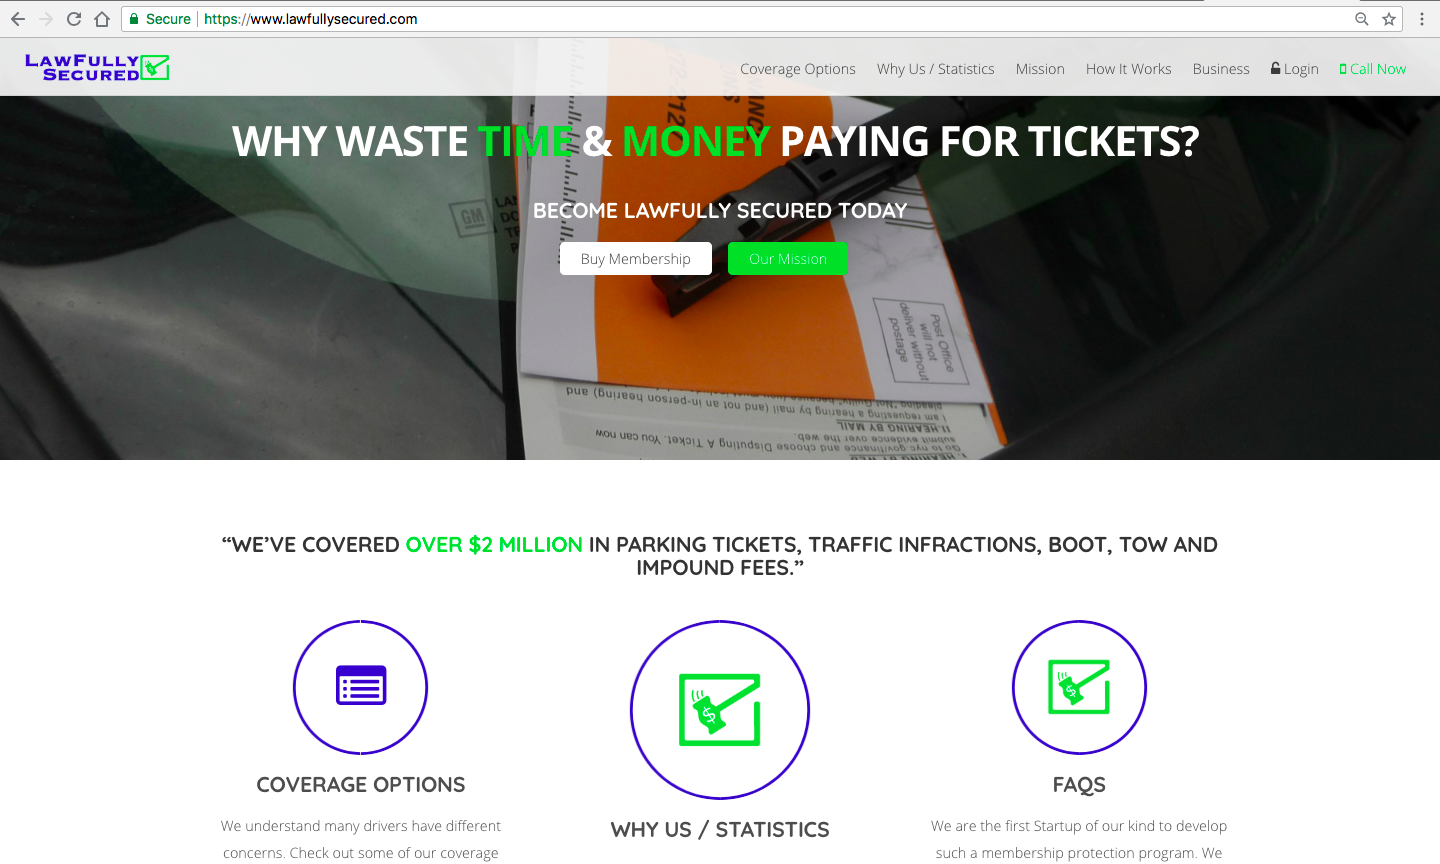 Secure https://www.lawfullysecured.com
LAWFULLY
SECURED
Coverage Options Why Us / Statistics Mission How It Works Business Login Call Now
WHY WASTE TIME & MONEY PAYING FOR TICKETS?
BECOME LAWFULLY SECURED TODAY
Buy Membership Our Mission
GM
Post Office
will not
deliver without
postage
I am requesting a hearing by mail (and not an in-person hearing) and
II.HEARING BY MAIL
submit evidence over the web.
Go to nyc.gov/finance and choose Disputing A Ticket. You can now
“WE’VE COVERED OVER $2 MILLION IN PARKING TICKETS, TRAFFIC INFRACTIONS, BOOT, TOW AND
IMPOUND FEES.”
COVERAGE OPTIONS
We understand many drivers have different
concerns. Check out some of our coverage
$
WHY US / STATISTICS
$
FAQS
We are the first Startup of our kind to develop
such a membership protection program. We